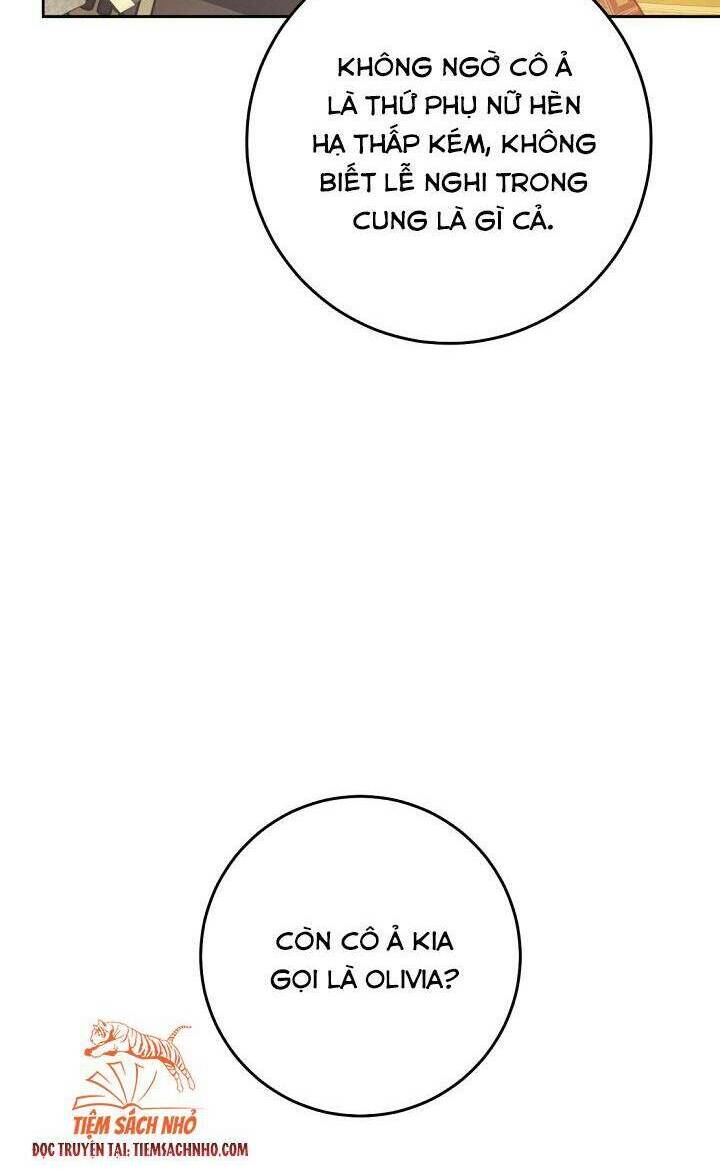 KHÔNG NGỜ CÔ Ả
LÀ THỨ PHỤ NỮ HÈN
HẠ THẤP KÉM, KHÔNG
BIẾT LỄ NGHI TRONG
CUNG LÀ GÌ CẢ.
CÒN CÔ Ả KIA
GỌI LÀ OLIVIA?
TIỆM SÁCH NHỎ
ĐỌC TRUYỆN TẠI: TIEMSACHNHO.COM